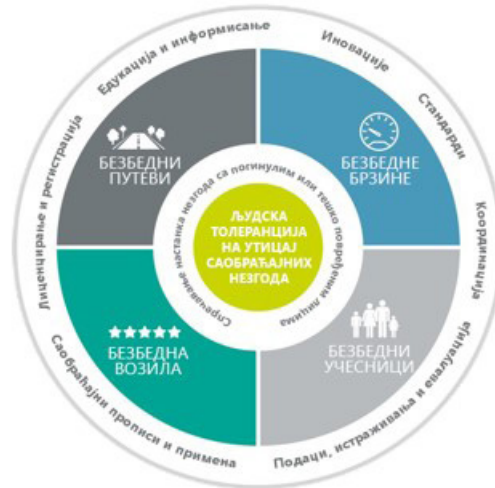 Едукација и информисање
Иновације
Стандарди
Координација
Подаци, истраживања и евалуација
Саобраћајни прописи и примена
Лиценцирање и регистрација
БЕЗБЕДНИ
ПУТЕВИ
БЕЗБЕДНЕ
БРЗИНЕ
Спречавање настанка незгода са погинулим или тешко повређеним лицима
ЉУДСКА
ТОЛЕРАНЦИЈА
НА УТИЦАЈ
САОБРАЋАЈНИХ
НЕЗГОДА
БЕЗБЕДНА
ВОЗИЛА
БЕЗБЕДНИ
УЧЕСНИЦИ